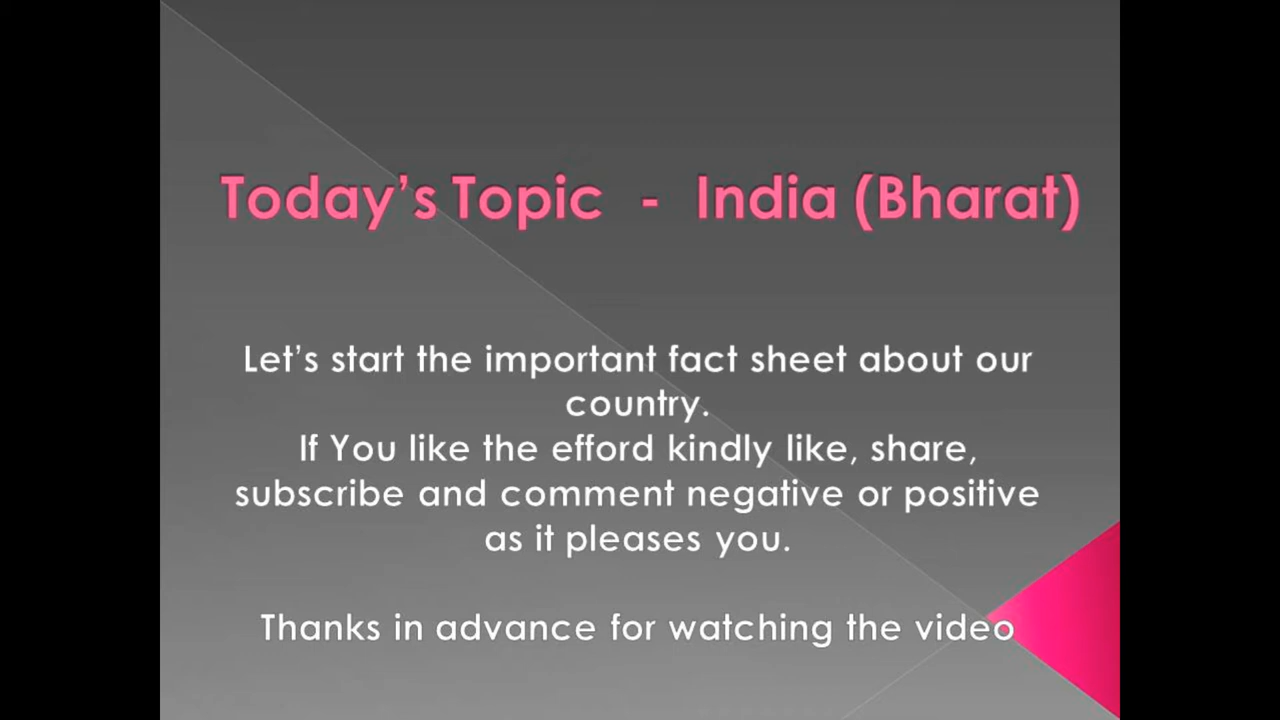 Today’s Topic - India (Bharat)
Let’s start the important fact sheet about our
country.
If You like the efford kindly like, share,
subscribe and comment negative or positive
as it pleases you.
Thanks in advance for watching the video